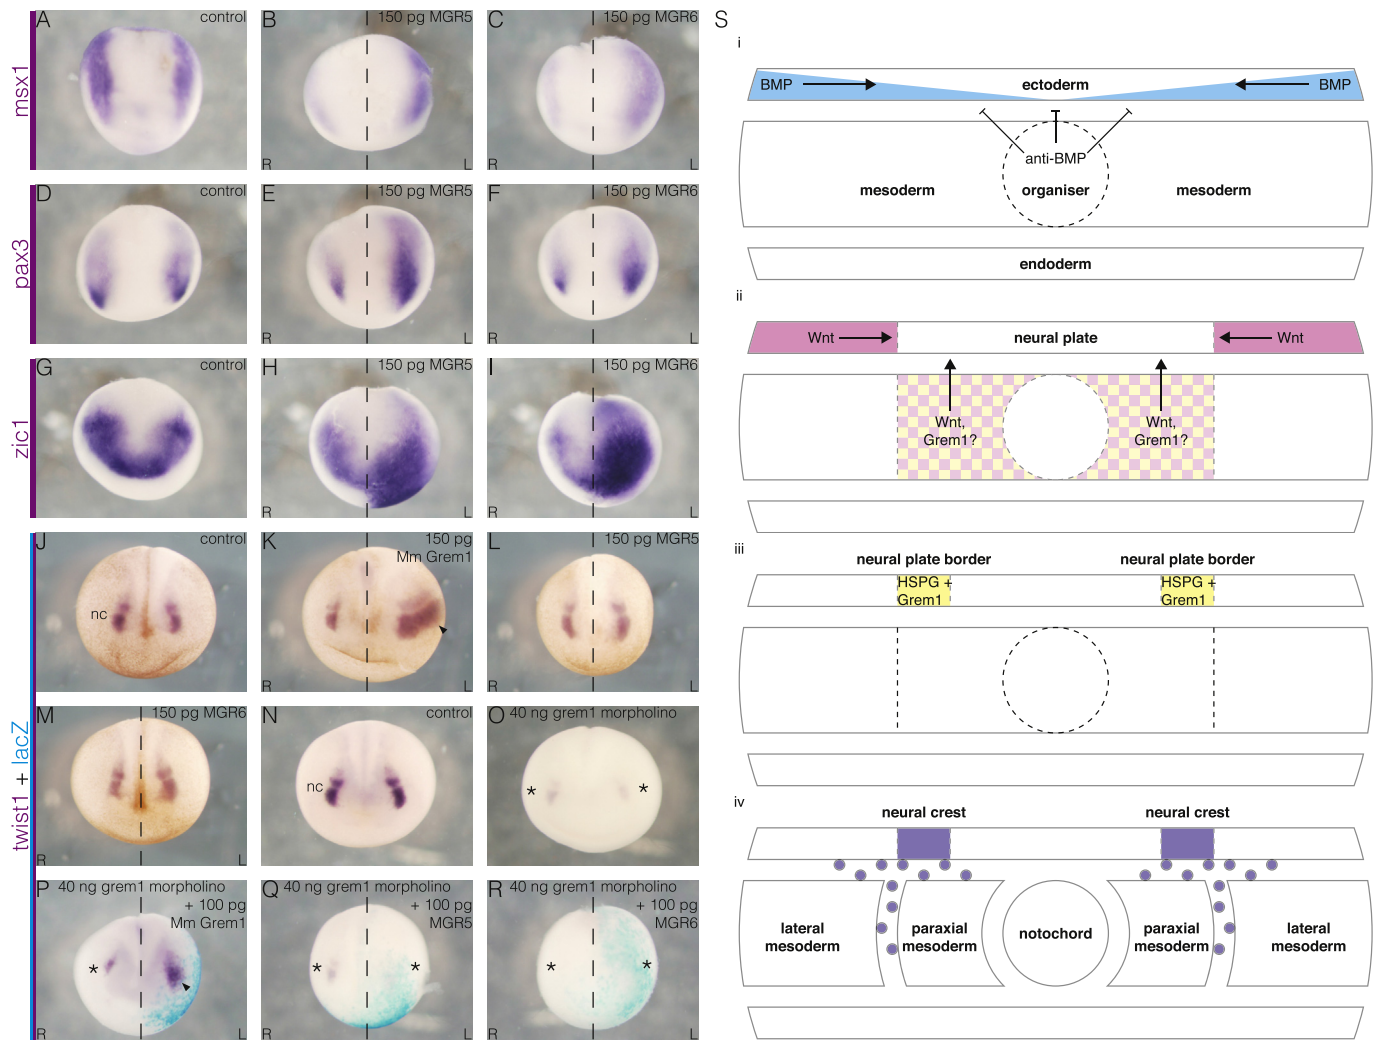 A
control
B
150 pg MGR5
C
150 pg MGR6
R
L
R
L
msx1
D
control
E
150 pg MGR5
F
150 pg MGR6
R
L
R
L
pax3
G
control
H
150 pg MGR5
I
150 pg MGR6
zic1
J
control
nc
K
150 pg
Mm Grem1
R
L
L
150 pg MGR5
R
L
M
150 pg MGR6
R
L
N
control
nc
O
40 ng grem1 morpholino
*
*
twist1 + lacZ
P
40 ng grem1 morpholino
+ 100 pg
Mm Grem1
*
R
L
Q
40 ng grem1 morpholino
+ 100 pg
MGR5
*
*
R
L
R
40 ng grem1 morpholino
+ 100 pg
MGR6
*
*
R
L
S
i
BMP
ectoderm
BMP
anti-BMP
mesoderm
organiser
mesoderm
endoderm
ii
Wnt
neural plate
Wnt
Wnt,
Grem1?
Wnt,
Grem1?
iii
neural plate border
neural plate border
HSPG +
Grem1
HSPG +
Grem1
iv
neural crest
neural crest
lateral
mesoderm
paraxial
mesoderm
notochord
paraxial
mesoderm
lateral
mesoderm